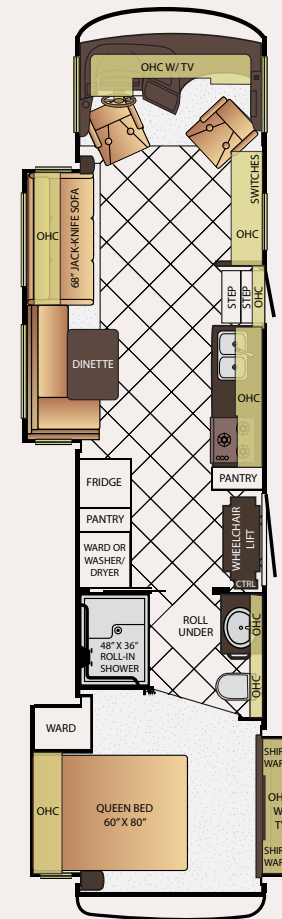 OHC W/ TV
SWITCHES
OHC
68" JACK-KNIFE SOFA
OHC
STEP
STEP
OHC
DINETTE
OHC
FRIDGE
PANTRY
PANTRY
WHEELCHAIR
LIFT
WARD OR
WASHER/
DRYER
CTRL
ROLL
UNDER
OHC
48" X 36"
ROLL-IN
SHOWER
OHC
WARD
OHC
QUEEN BED
60" X 80"